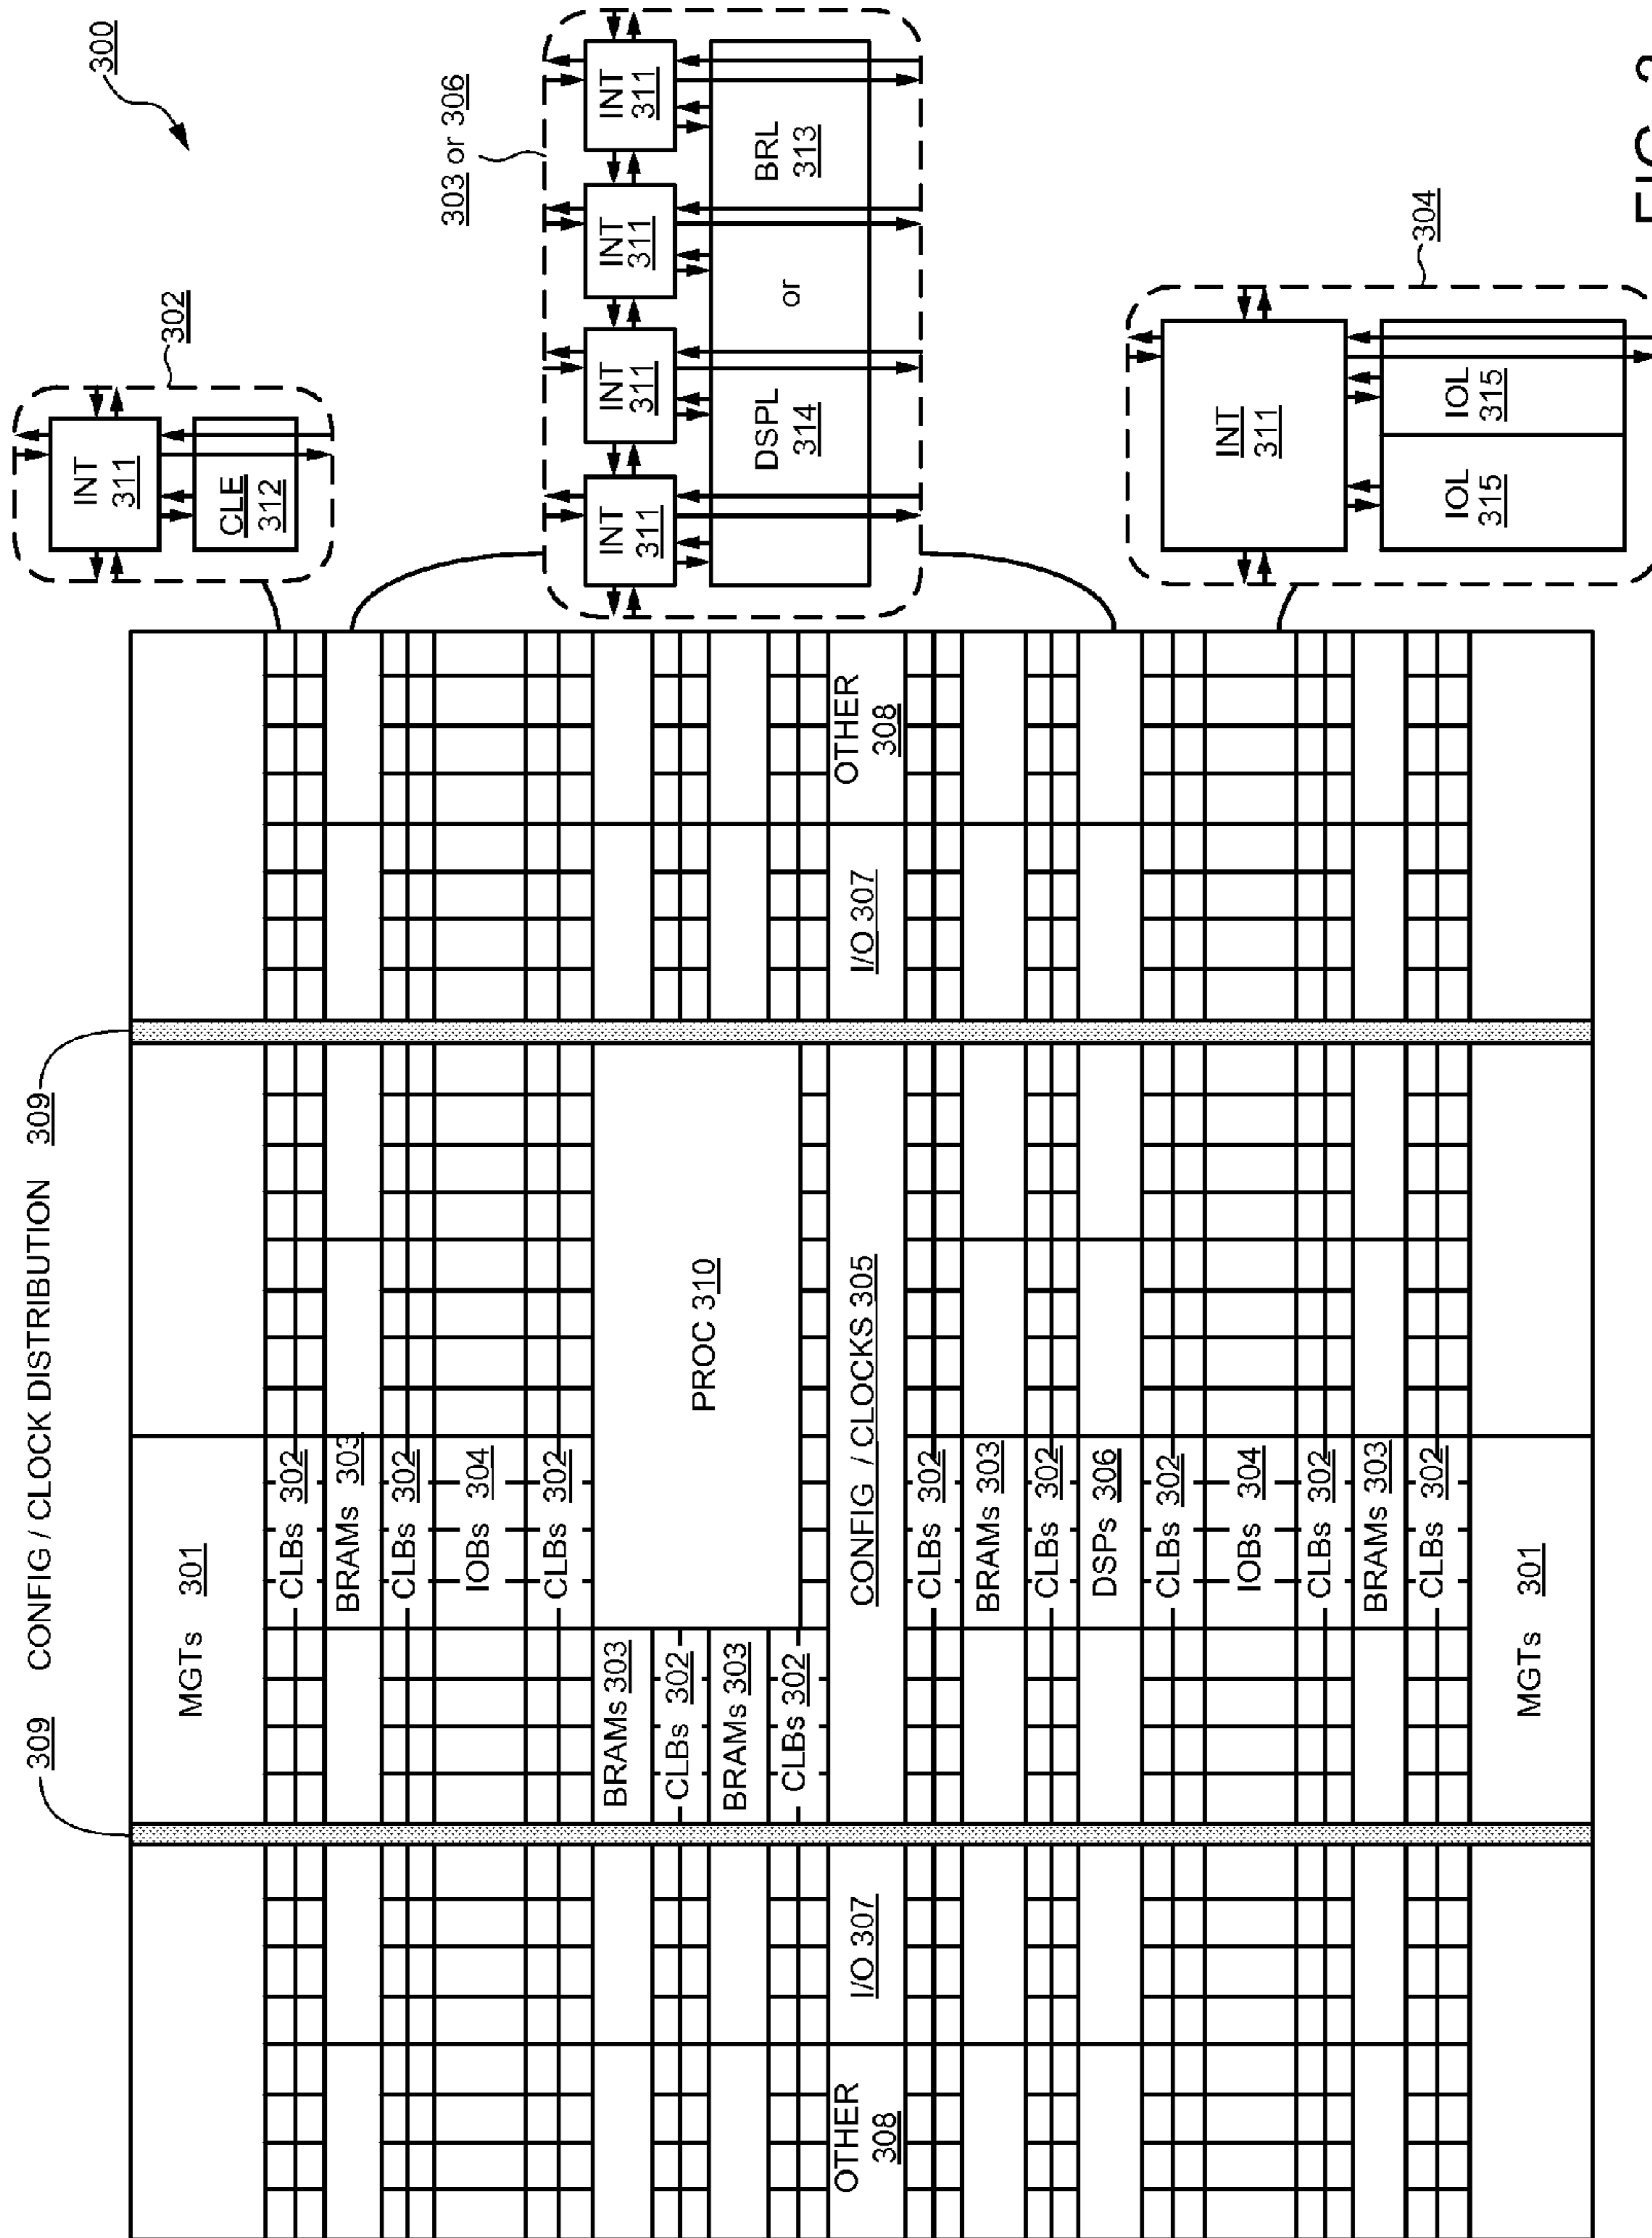 300
CONFIG / CLOCK DISTRIBUTION 309
309
MGTs 301
CLBs 302
BRAMs 303
CLBs 302
IOBs 304
CLBs 302
BRAMs 303
CLBs 302
BRAMs 303
CLBs 302
PROC 310
CONFIG / CLOCKS 305
I/O 307
OTHER
308
I/O 307
OTHER
308
CLBs 302
BRAMs 303
CLBs 302
DSPs 306
CLBs 302
IOBs 304
CLBs 302
BRAMs 303
CLBs 302
MGTs 301
302
INT
311
CLE
312
303 or 306
INT
311
INT
311
INT
311
INT
311
DSPL
314
or
BRL
313
304
INT
311
IOL
315
IOL
315